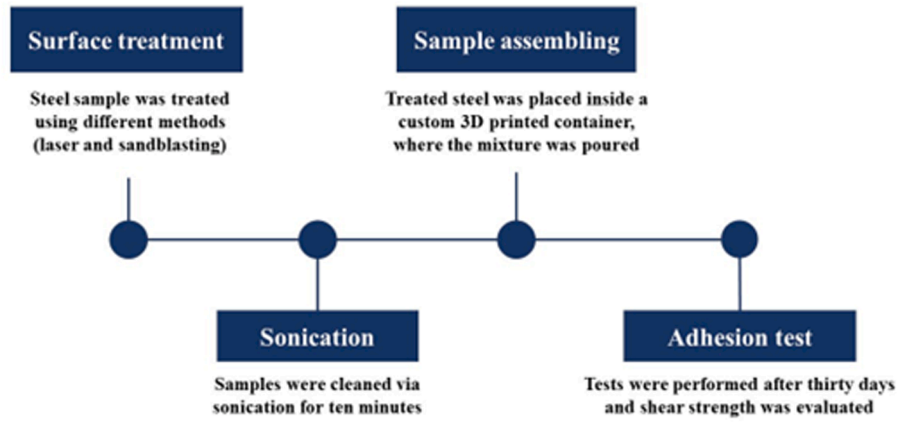 Surface treatment
Steel sample was treated
using different methods
(laser and sandblasting)
Sonication
Samples were cleaned via
sonication for ten minutes
Sample assembling
Treated steel was placed inside a
custom 3D printed container,
where the mixture was poured
Adhesion test
Tests were performed after thirty days
and shear strength was evaluated